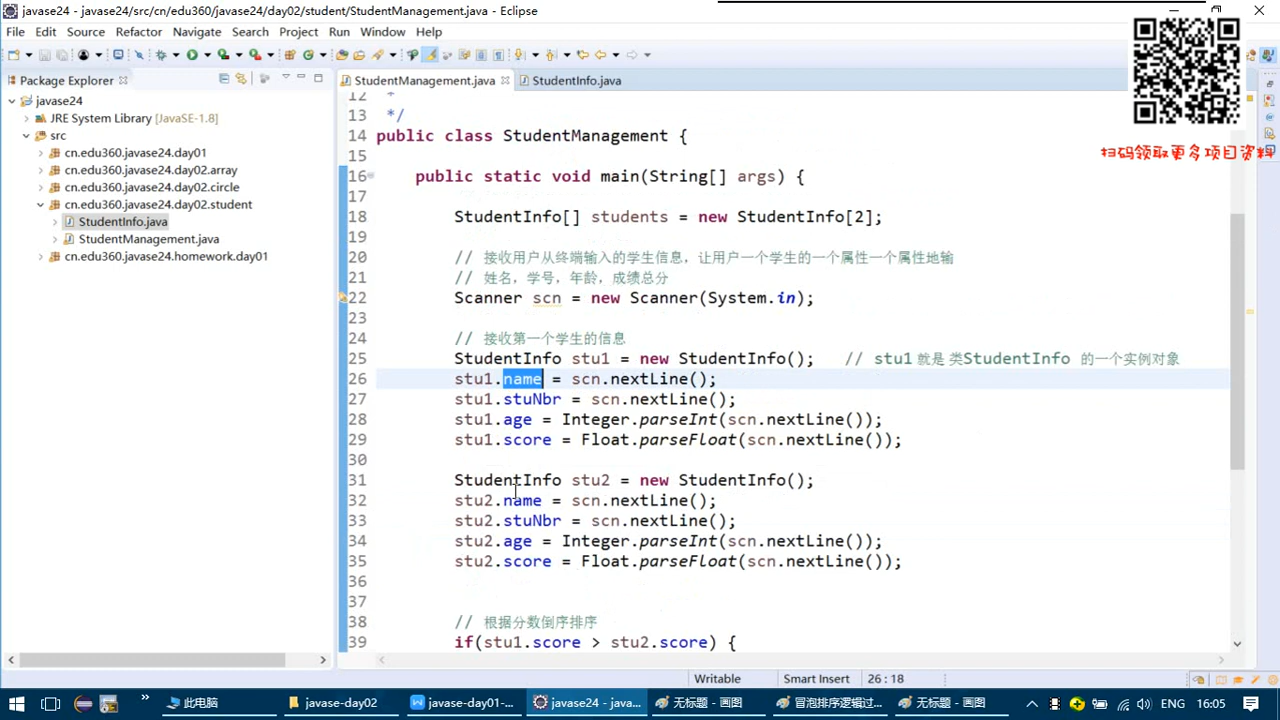 javase24 - javase24/src/cn/edu360/javase24/day02/student/StudentManagement.java - Eclipse
File Edit Source Refactor Navigate Search Project Run Window Help
扫码领取更多项目资料
Package Explorer
javase24
JRE System Library [JavaSE-1.8]
src
cn.edu360.javase24.day01
cn.edu360.javase24.day02.array
cn.edu360.javase24.day02.circle
cn.edu360.javase24.day02.student
StudentInfo.java
StudentManagement.java
cn.edu360.javase24.homework.day01
StudentManagement.java StudentInfo.java
12 *
13 */
14 public class StudentManagement {
15
16 public static void main(String[] args) {
17
18 StudentInfo[] students = new StudentInfo[2];
19
20 // 接收用户从终端输入的学生信息，让用户一个学生的一个属性一个属性地输
21 // 姓名，学号，年龄，成绩总分
22 Scanner scn = new Scanner(System.in);
23
24 // 接收第一个学生的信息
25 StudentInfo stu1 = new StudentInfo(); // stu1 就是 类StudentInfo 的一个实例对象
26 stu1.name = scn.nextLine();
27 stu1.stuNbr = scn.nextLine();
28 stu1.age = Integer.parseInt(scn.nextLine());
29 stu1.score = Float.parseFloat(scn.nextLine());
30
31 StudentInfo stu2 = new StudentInfo();
32 stu2.name = scn.nextLine();
33 stu2.stuNbr = scn.nextLine();
34 stu2.age = Integer.parseInt(scn.nextLine());
35 stu2.score = Float.parseFloat(scn.nextLine());
36
37
38 // 根据分数倒序排序
39 if(stu1.score > stu2.score) {
Writable Smart Insert 26 : 18
此电脑 javase-day02 javase-day01-... javase24 - java... 无标题 - 画图 冒泡排序逻辑过... 无标题 - 画图 16:05